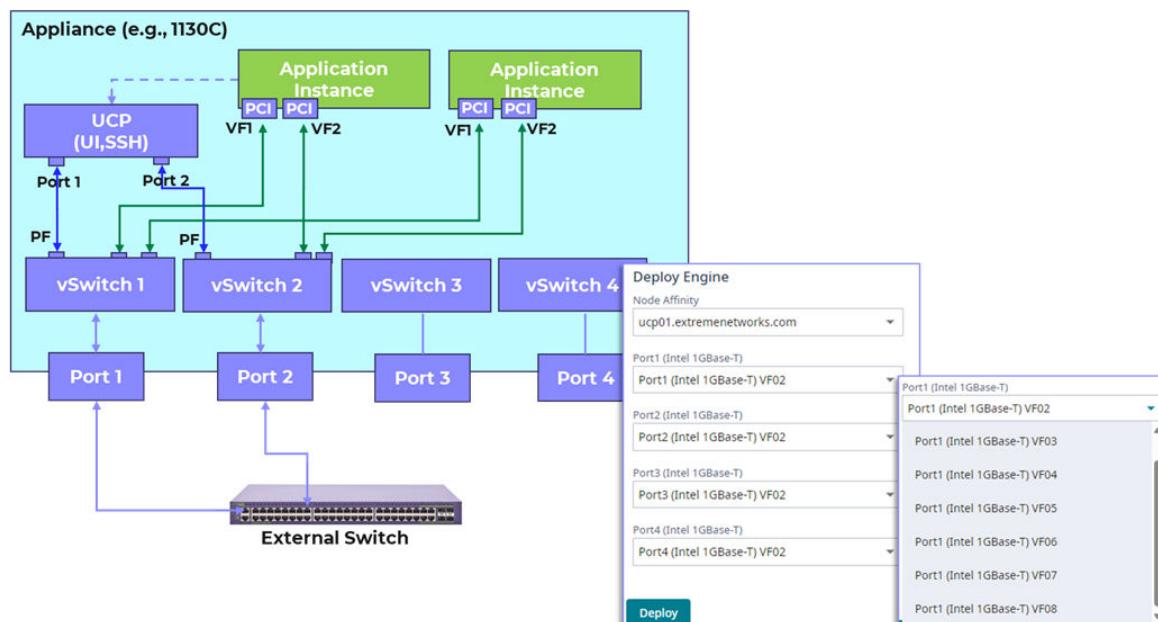 Appliance (e.g., 1130C)
Application
Instance
Application
Instance
PCI
PCI
PCI
PCI
VF1
VF2
VF1
VF2
UCP
(UI,SSH)
Port 1
Port 2
PF
PF
vSwitch 1
vSwitch 2
vSwitch 3
vSwitch 4
Port 1
Port 2
Port 3
Port 4
External Switch
Deploy Engine
Node Affinity
ucp01.extremenetworks.com
Port1 (Intel 1GBase-T)
Port1 (Intel 1GBase-T) VF02
Port2 (Intel 1GBase-T)
Port2 (Intel 1GBase-T) VF02
Port3 (Intel 1GBase-T)
Port3 (Intel 1GBase-T) VF02
Port4 (Intel 1GBase-T)
Port4 (Intel 1GBase-T) VF02
Deploy
Port1 (Intel 1GBase-T)
Port1 (Intel 1GBase-T) VF02
Port1 (Intel 1GBase-T) VF03
Port1 (Intel 1GBase-T) VF04
Port1 (Intel 1GBase-T) VF05
Port1 (Intel 1GBase-T) VF06
Port1 (Intel 1GBase-T) VF07
Port1 (Intel 1GBase-T) VF08